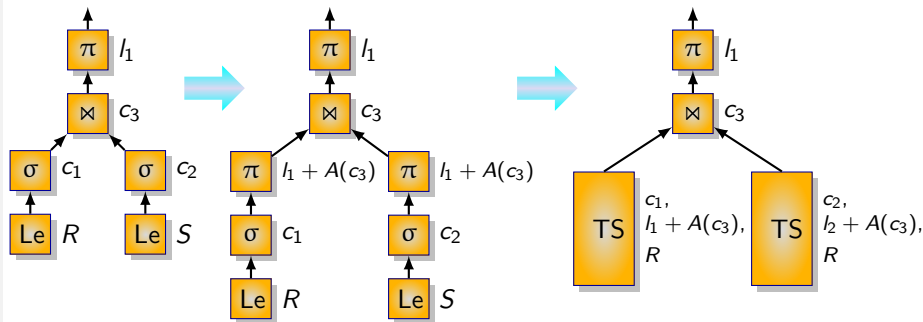 π l₁
⋈ c₃
σ c₁ σ c₂
Le R Le S
π l₁
⋈ c₃
π l₁ + A(c₃) π l₁ + A(c₃)
σ c₁ σ c₂
Le R Le S
π l₁
⋈ c₃
TS
c₁,
l₁ + A(c₃),
R
TS
c₂,
l₂ + A(c₃),
R